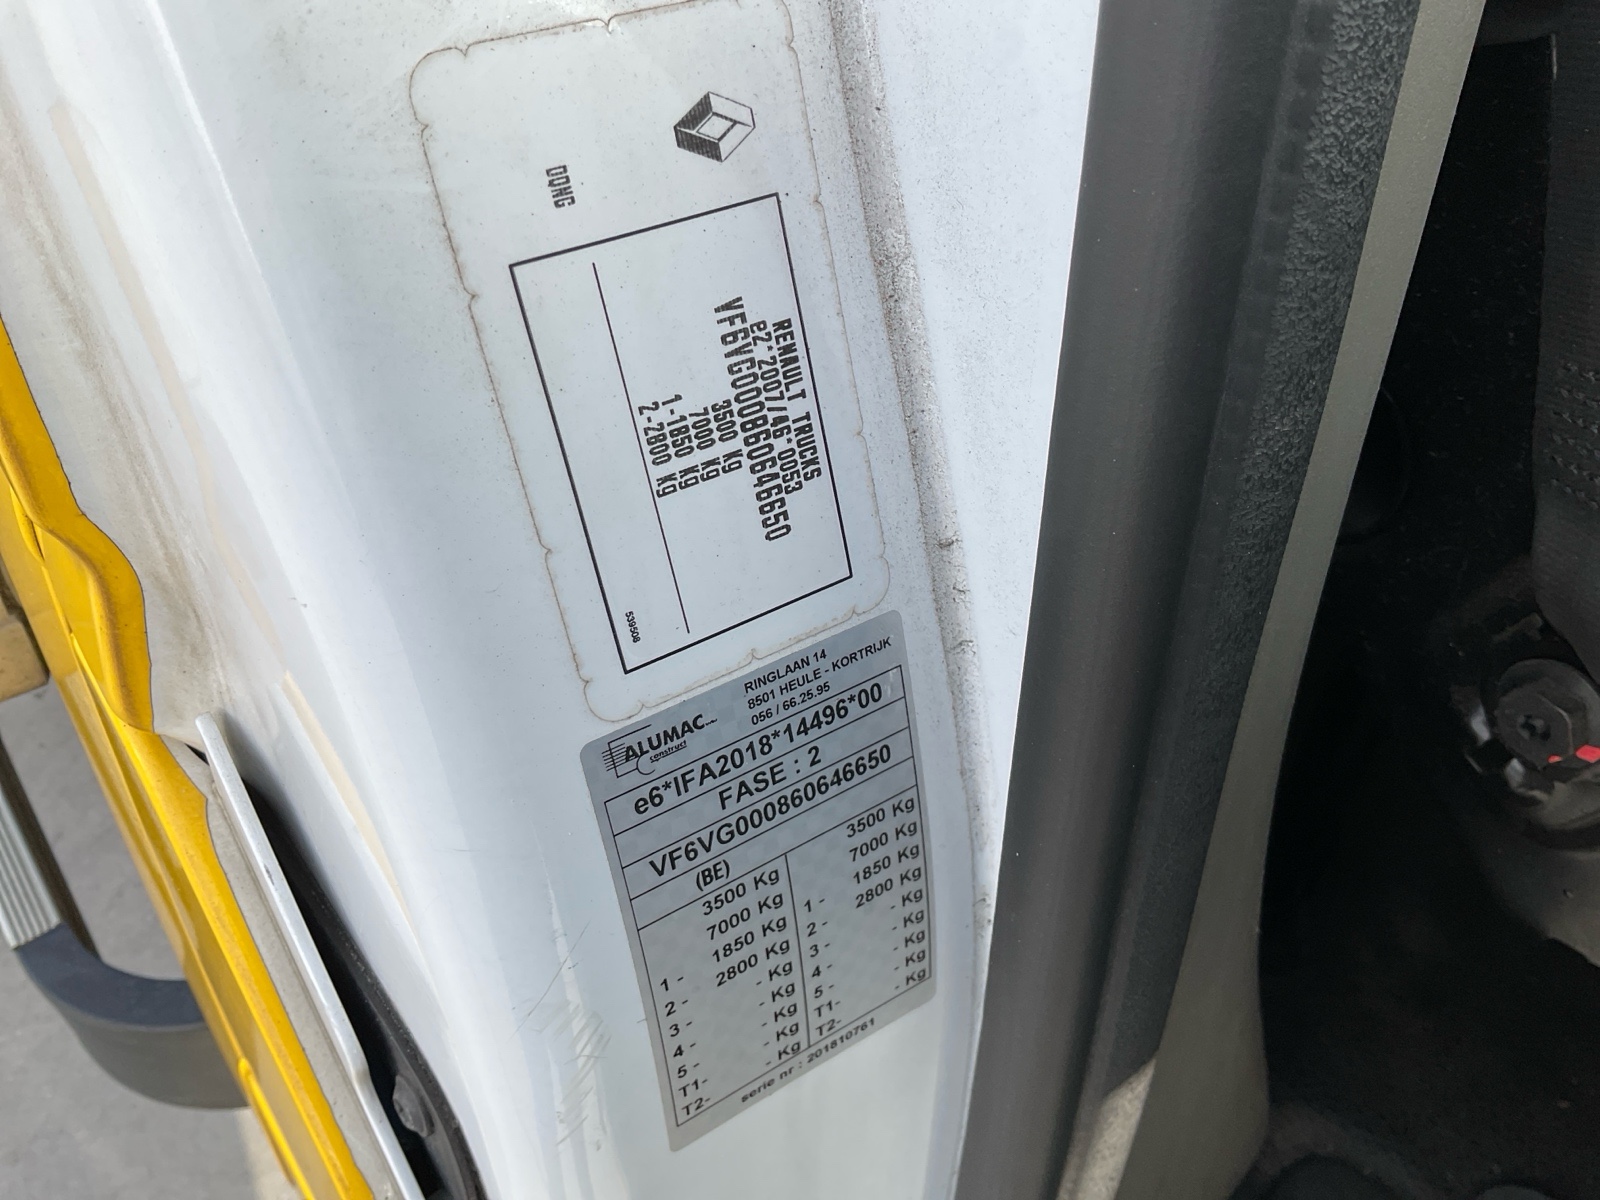 DQNG
RENAULT TRUCKS
e2*2007/46*0053
VF6VG000860646650
3500 kg
7000 kg
1-1850 kg
2-2800 kg
539508
ALUMAC
construct
RINGLAAN 14
8501 HEULE - KORTRIJK
056 / 66.25.95
e6*IFA2018*14496*00
FASE : 2
VF6VG000860646650
(BE)
3500 Kg 3500 Kg
7000 Kg 7000 Kg
1 - 1850 Kg 1 - 1850 Kg
2 - 2800 Kg 2 - 2800 Kg
3 - - Kg 3 - - Kg
4 - - Kg 4 - - Kg
5 - - Kg 5 - - Kg
T1- - Kg T1- - Kg
T2- - Kg T2-
serie nr : 201810761